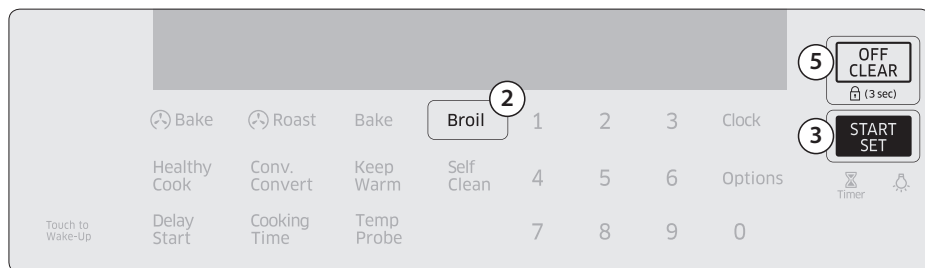 5 OFF
CLEAR
(3 sec)
2
Bake Roast Bake Broil 1 2 3 Clock
3 START
SET
Healthy Conv. Keep Self
Cook Convert Warm Clean 4 5 6 Options
Timer
Touch to
Wake-Up
Delay Cooking Temp
Start Time Probe 7 8 9 0